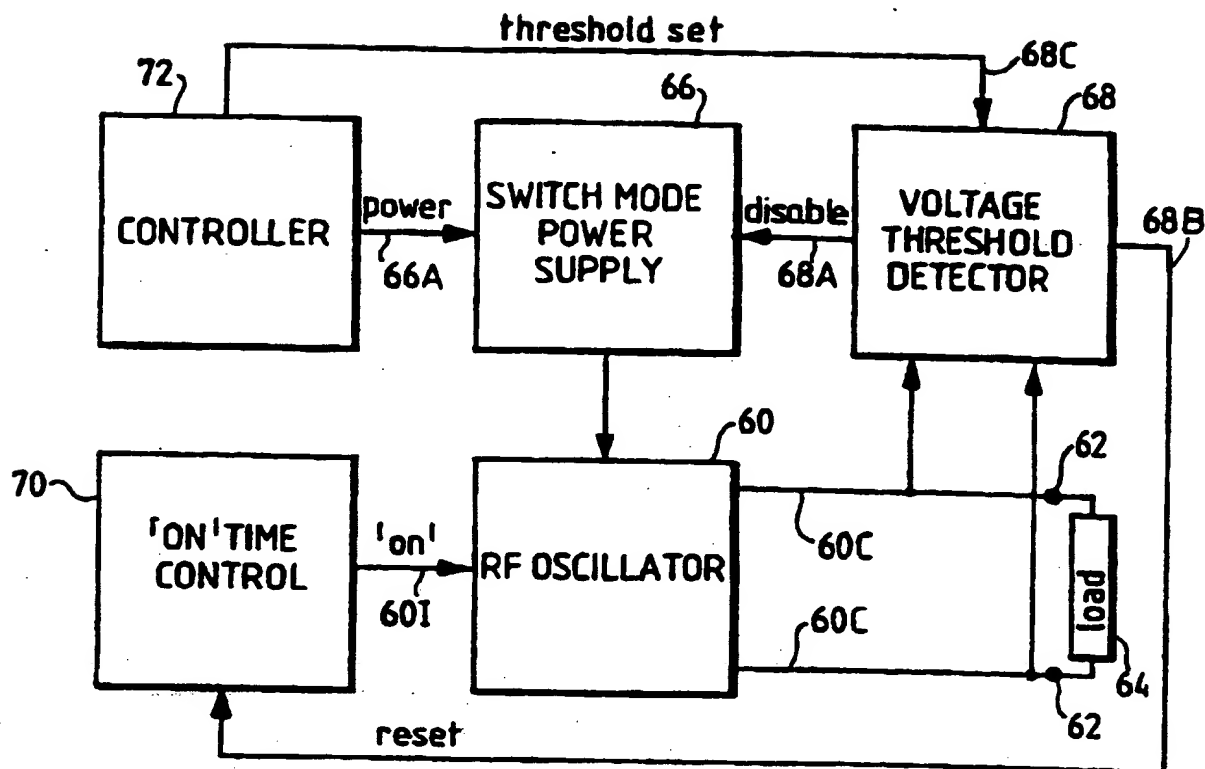 threshold set
68C
72
66
68
CONTROLLER
power
66A
SWITCH MODE
POWER
SUPPLY
disable
68A
VOLTAGE
THRESHOLD
DETECTOR
68B
70
'ON' TIME
CONTROL
'on'
60I
60
RF OSCILLATOR
60C
60C
62
62
load
64
reset